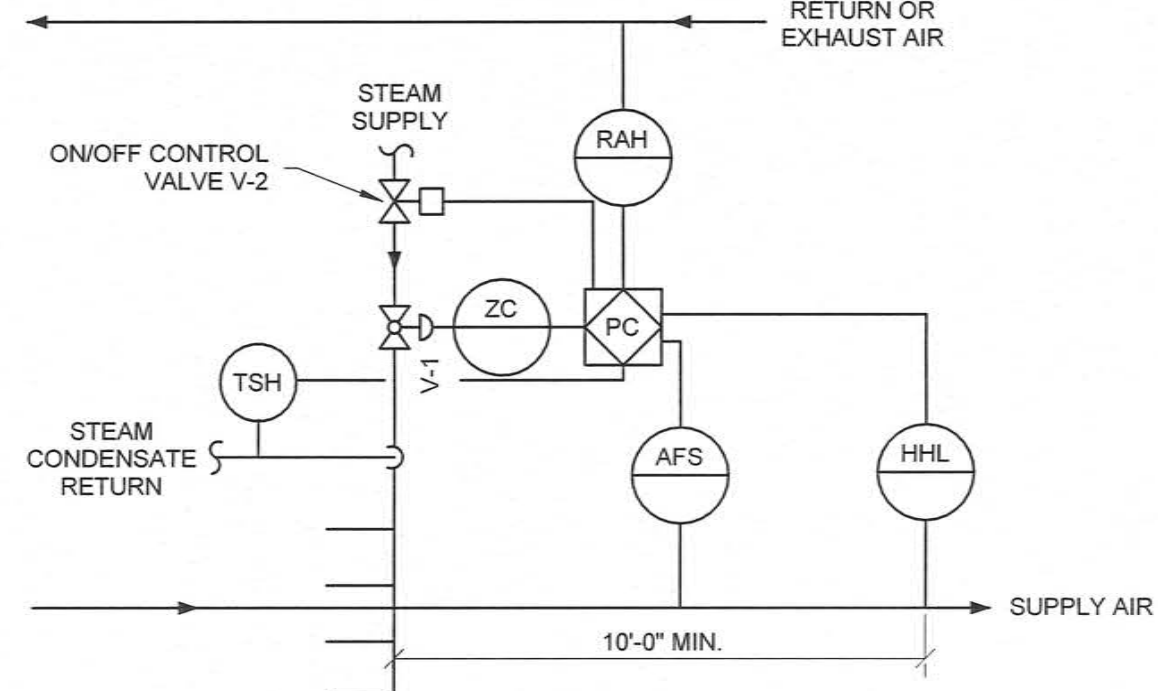 RETURN OR
EXHAUST AIR
STEAM
SUPPLY
ON/OFF CONTROL
VALVE V-2
RAH
ZC
PC
V-1
TSH
STEAM
CONDENSATE
RETURN
AFS
HHL
SUPPLY AIR
10'-0" MIN.